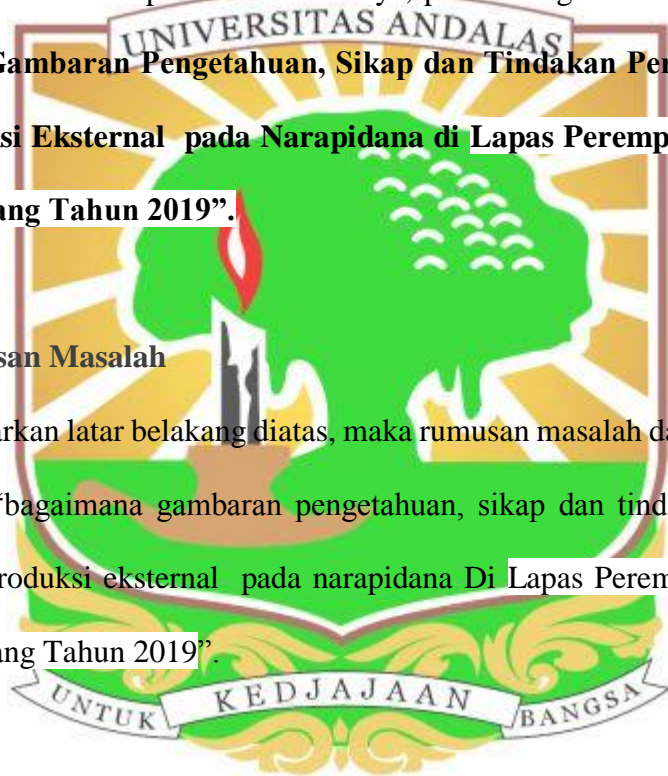 UNIVERSITAS ANDALAS
Gambaran Pengetahuan, Sikap dan Tindakan Per
si Eksternal pada Narapidana di Lapas Peremp
ang Tahun 2019”.
san Masalah
arkan latar belakang diatas, maka rumusan masalah da
“bagaimana gambaran pengetahuan, sikap dan tind
roduksi eksternal pada narapidana Di Lapas Perem
ang Tahun 2019”.
UNTUK KEDJAJAAN BANGSA